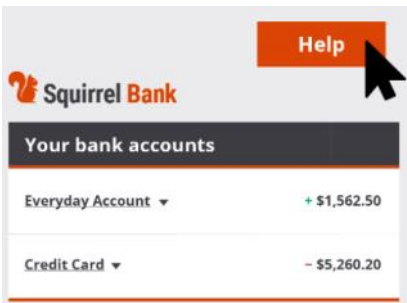 Help
Squirrel Bank
Your bank accounts
Everyday Account + $1,562.50
Credit Card − $5,260.20